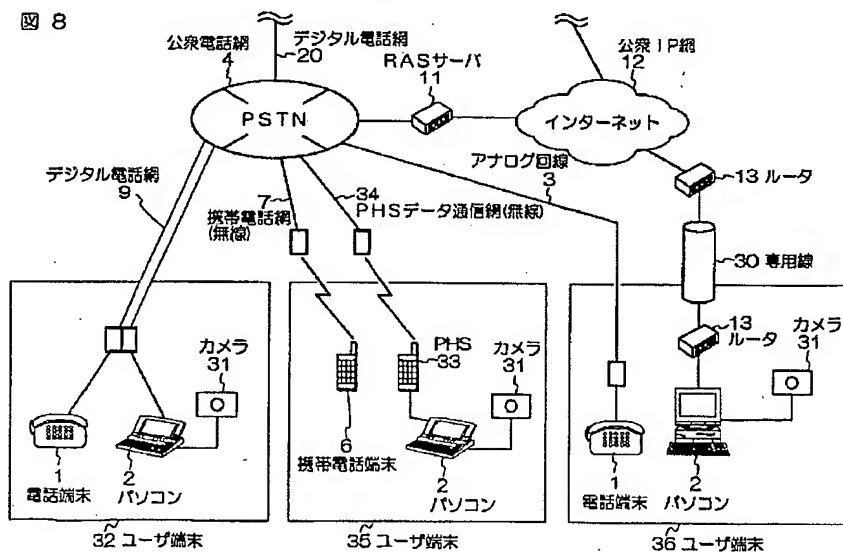 図 8
公衆電話網
4
デジタル電話網
20
RASサーバ
11
公衆IP網
12
PSTN
インターネット
デジタル電話網
9
7
携帯電話網
(無線)
34
PHSデータ通信網(無線)
アナログ回線
3
13 ルータ
30 専用線
カメラ
31
PHS
33
カメラ
31
13
ルータ
カメラ
31
1
電話端末
2
パソコン
6
携帯電話端末
2
パソコン
1
電話端末
2
パソコン
32 ユーザ端末
35 ユーザ端末
36 ユーザ端末